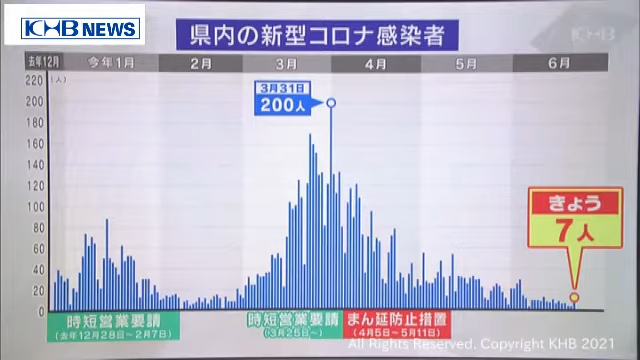 KHB NEWS
県内の新型コロナ感染者
KHB
去年12月 今年1月 2月 3月 4月 5月 6月
220 (人)
200
180
160
140
120
100
80
60
40
20
0
3月31日
200人
きょう
7人
時短営業要請
(去年12月28日~2月7日)
時短営業要請
(3月25日~)
まん延防止措置
(4月5日~5月11日)
All Rights Reserved. Copyright KHB 2021